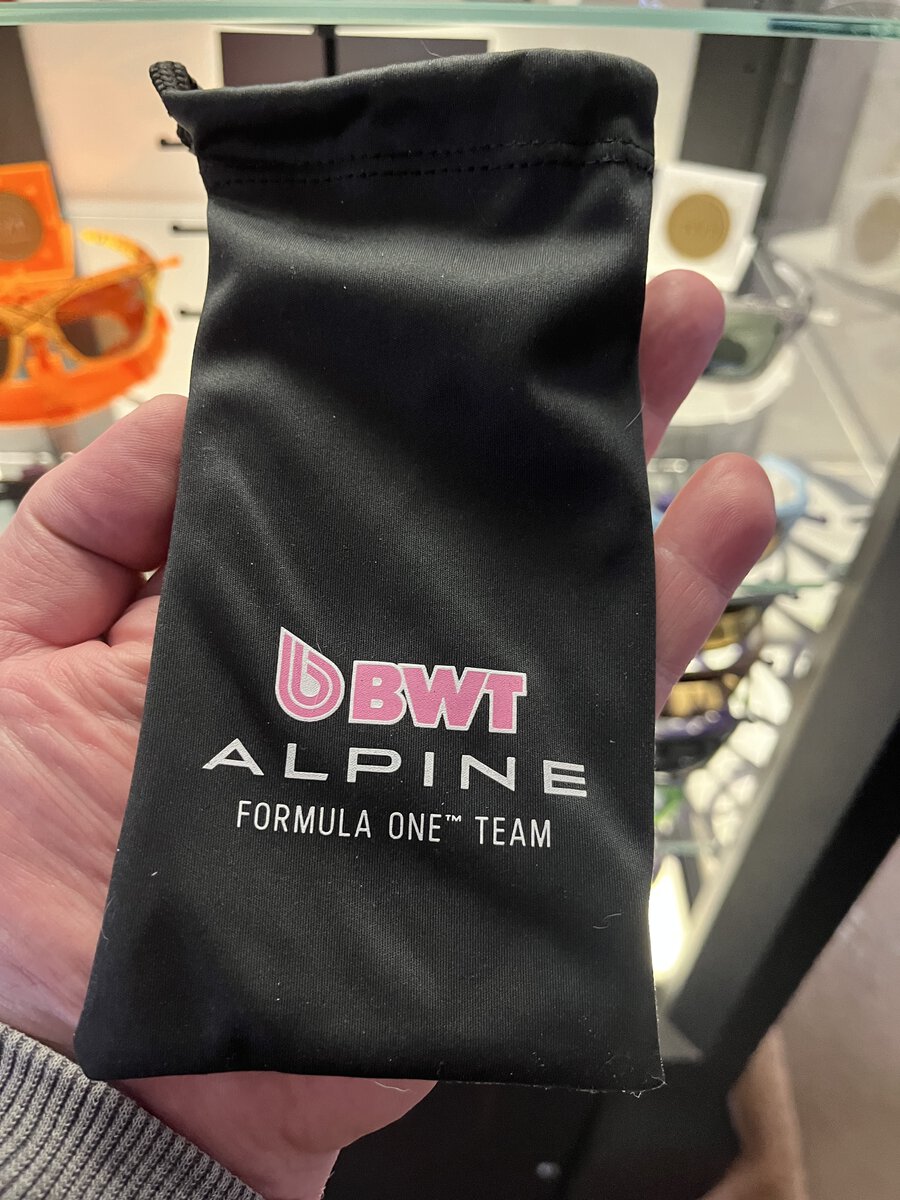 BWT
ALPINE
FORMULA ONE™ TEAM